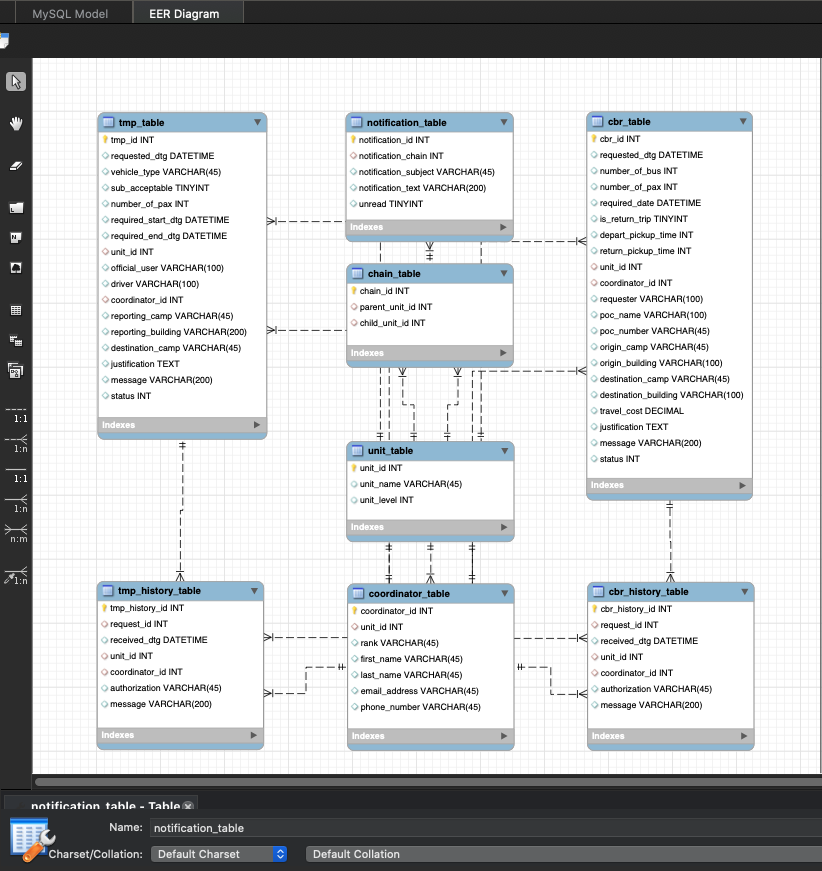 MySQL Model
EER Diagram
tmp_table
tmp_id INT
requested_dtg DATETIME
vehicle_type VARCHAR(45)
sub_acceptable TINYINT
number_of_pax INT
required_start_dtg DATETIME
required_end_dtg DATETIME
unit_id INT
official_user VARCHAR(100)
driver VARCHAR(100)
coordinator_id INT
reporting_camp VARCHAR(45)
reporting_building VARCHAR(200)
destination_camp VARCHAR(45)
justification TEXT
message VARCHAR(200)
status INT
Indexes
notification_table
notification_id INT
notification_chain INT
notification_subject VARCHAR(45)
notification_text VARCHAR(200)
unread TINYINT
Indexes
cbr_table
cbr_id INT
requested_dtg DATETIME
number_of_bus INT
number_of_pax INT
required_date DATETIME
is_return_trip TINYINT
depart_pickup_time INT
return_pickup_time INT
unit_id INT
coordinator_id INT
requester VARCHAR(100)
poc_name VARCHAR(100)
poc_number VARCHAR(45)
origin_camp VARCHAR(45)
origin_building VARCHAR(100)
destination_camp VARCHAR(45)
destination_building VARCHAR(100)
travel_cost DECIMAL
justification TEXT
message VARCHAR(200)
status INT
Indexes
chain_table
chain_id INT
parent_unit_id INT
child_unit_id INT
Indexes
unit_table
unit_id INT
unit_name VARCHAR(45)
unit_level INT
Indexes
tmp_history_table
tmp_history_id INT
request_id INT
received_dtg DATETIME
unit_id INT
coordinator_id INT
authorization VARCHAR(45)
message VARCHAR(200)
Indexes
coordinator_table
coordinator_id INT
unit_id INT
rank VARCHAR(45)
first_name VARCHAR(45)
last_name VARCHAR(45)
email_address VARCHAR(45)
phone_number VARCHAR(45)
Indexes
cbr_history_table
cbr_history_id INT
request_id INT
received_dtg DATETIME
unit_id INT
coordinator_id INT
authorization VARCHAR(45)
message VARCHAR(200)
Indexes
1:1
1:n
1:1
1:n
n:m
1:n
notification_table - Table
Name: notification_table
Charset/Collation: Default Charset Default Collation